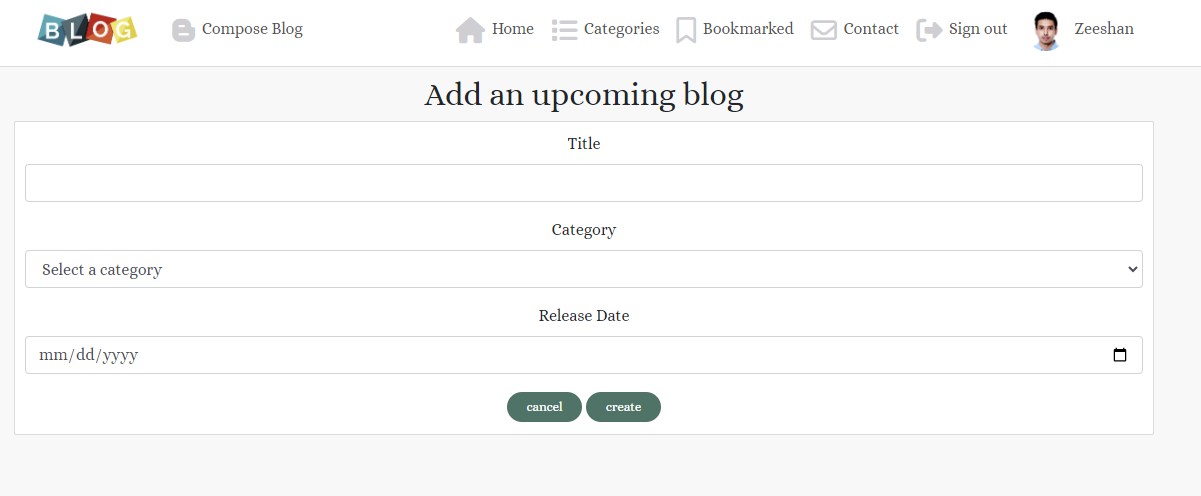 BLOG Compose Blog Home Categories Bookmarked Contact Sign out Zeeshan
Add an upcoming blog
Title
Category
Select a category
Release Date
mm/dd/yyyy
cancel create